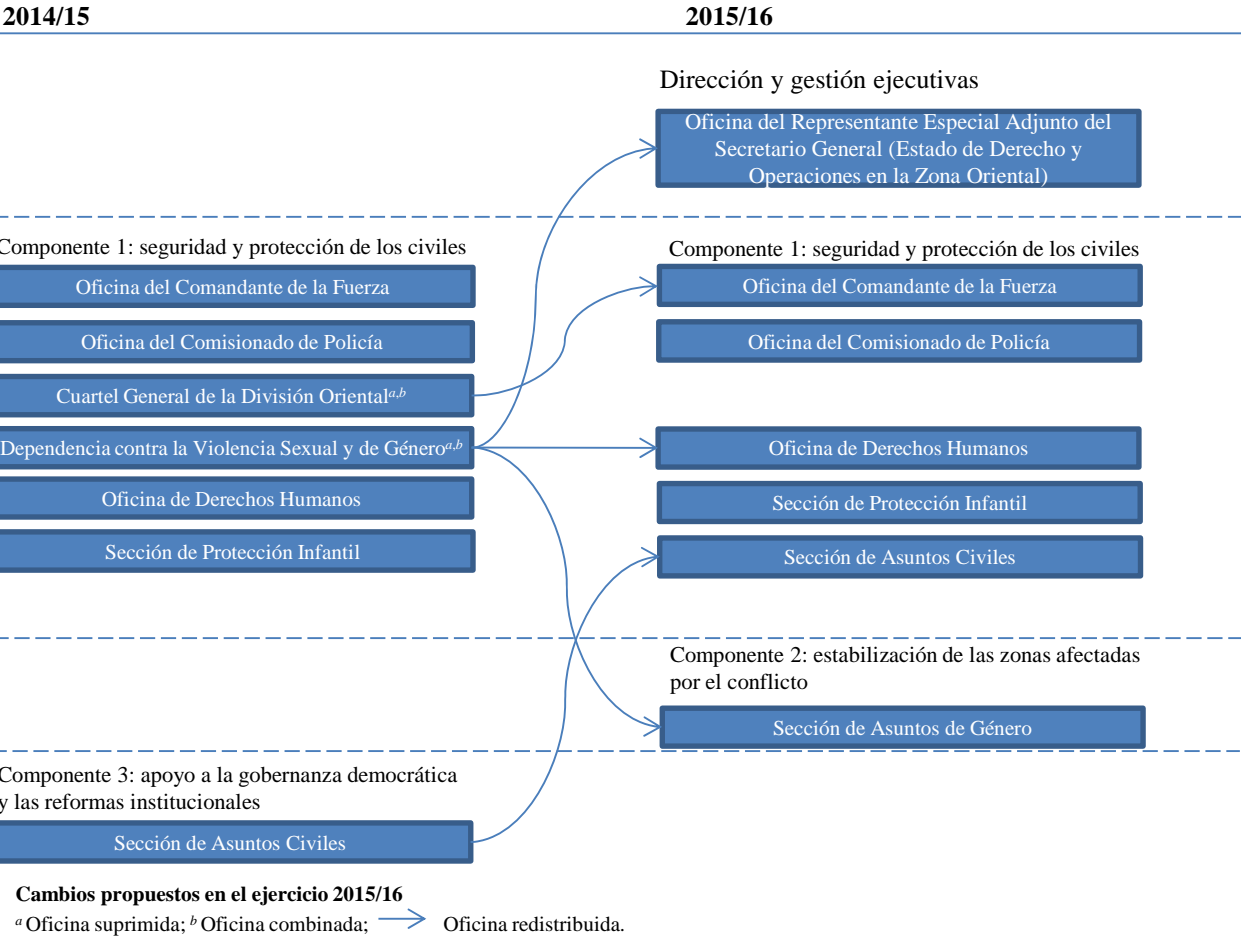 2014/15
2015/16
Dirección y gestión ejecutivas
Oficina del Representante Especial Adjunto del
Secretario General (Estado de Derecho y
Operaciones en la Zona Oriental)
Componente 1: seguridad y protección de los civiles
Oficina del Comandante de la Fuerza
Oficina del Comisionado de Policía
Cuartel General de la División Oriental a,b
Dependencia contra la Violencia Sexual y de Género a,b
Oficina de Derechos Humanos
Sección de Protección Infantil
Componente 1: seguridad y protección de los civiles
Oficina del Comandante de la Fuerza
Oficina del Comisionado de Policía
Oficina de Derechos Humanos
Sección de Protección Infantil
Sección de Asuntos Civiles
Componente 2: estabilización de las zonas afectadas
por el conflicto
Sección de Asuntos de Género
Componente 3: apoyo a la gobernanza democrática
y las reformas institucionales
Sección de Asuntos Civiles
Cambios propuestos en el ejercicio 2015/16
a Oficina suprimida; b Oficina combinada; Oficina redistribuida.